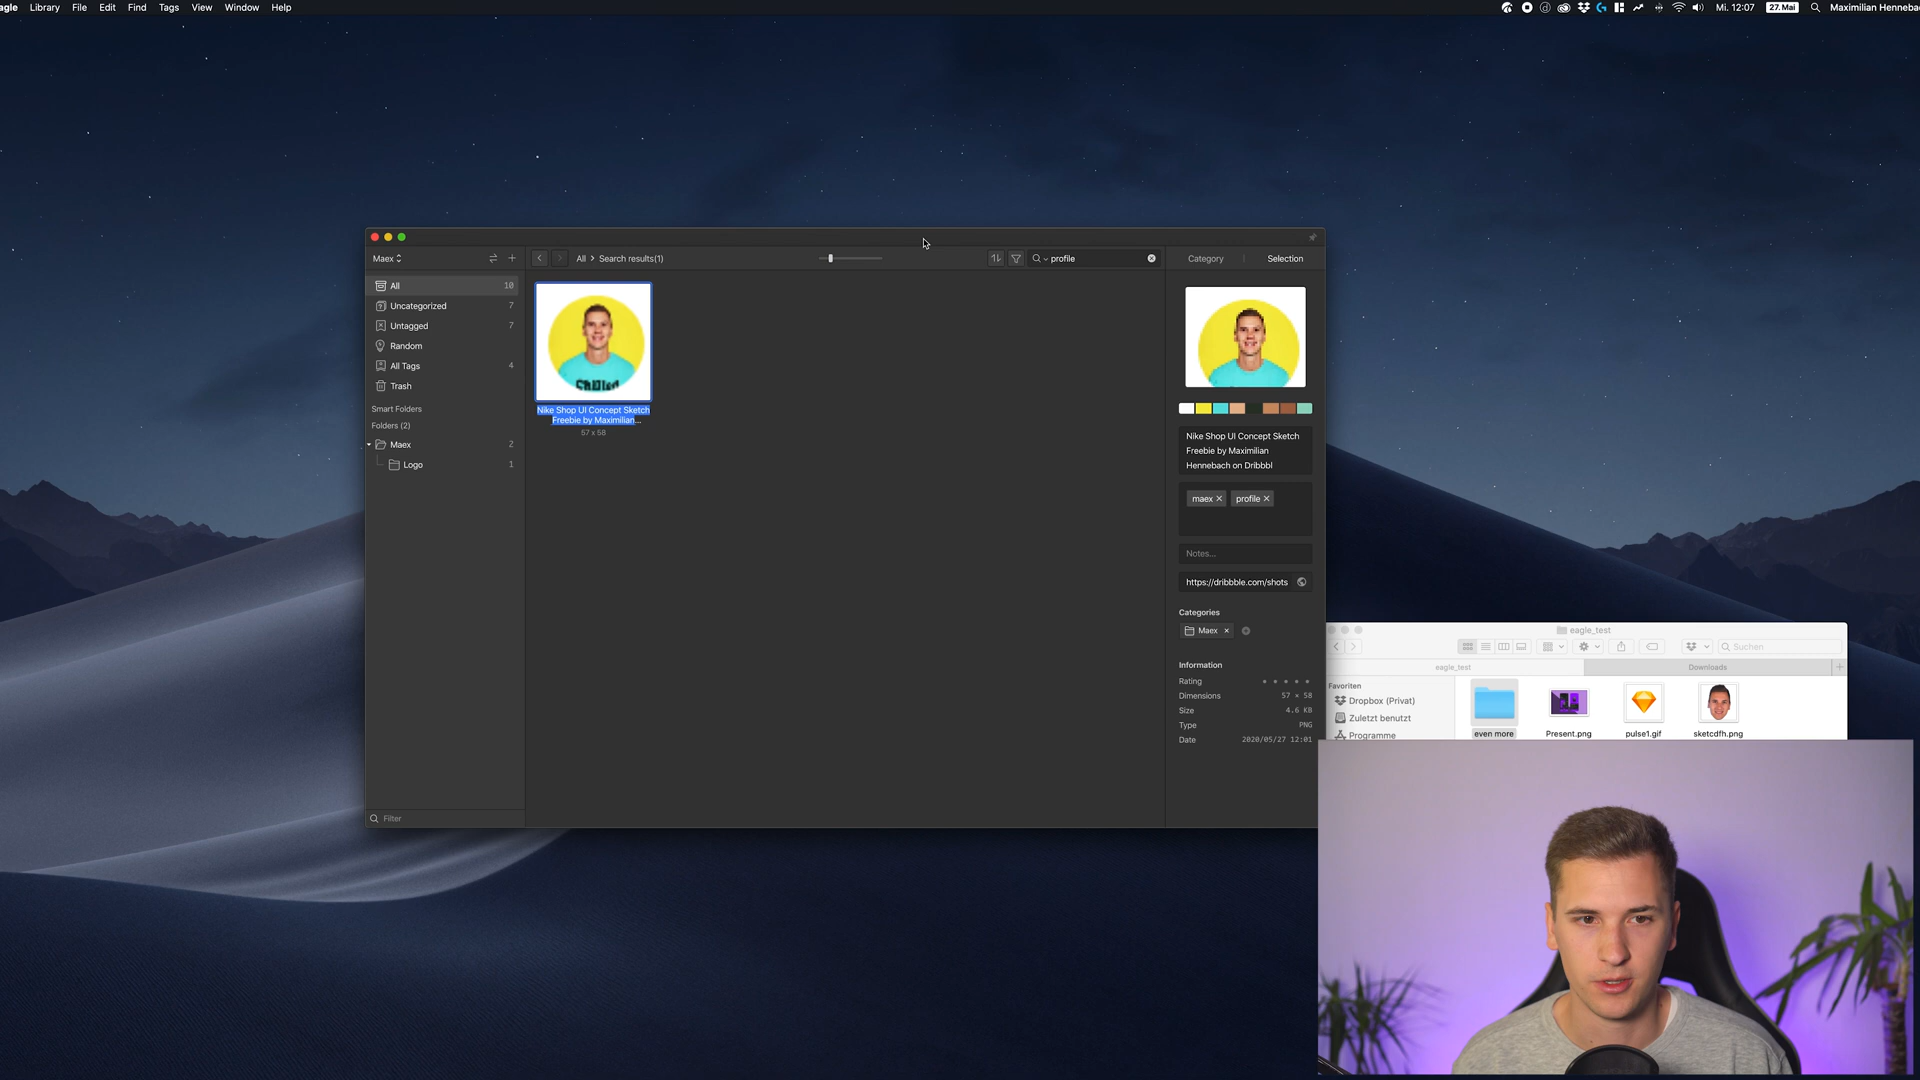 agle Library File Edit Find Tags View Window Help
Mi. 12:07 27. Mai Maximilian Henneba
Maex
All > Search results(1)
profile
Category Selection
All 10
Uncategorized 7
Untagged 7
Random
All Tags 4
Trash
Smart Folders
Folders (2)
Maex 2
Logo 1
Filter
Chilled
Nike Shop UI Concept Sketch
Freebie by Maximilian...
57 x 58
Nike Shop UI Concept Sketch
Freebie by Maximilian
Hennebach on Dribbbl
maex × profile ×
Notes...
https://dribbble.com/shots
Categories
Maex ×
Information
Rating
Dimensions 57 × 58
Size 4.6 KB
Type PNG
Date 2020/05/27 12:01
eagle_test
Suchen
eagle_test Downloads
Favoriten
Dropbox (Privat)
Zuletzt benutzt
Programme
even more Present.png pulse1.gif sketcdfh.png